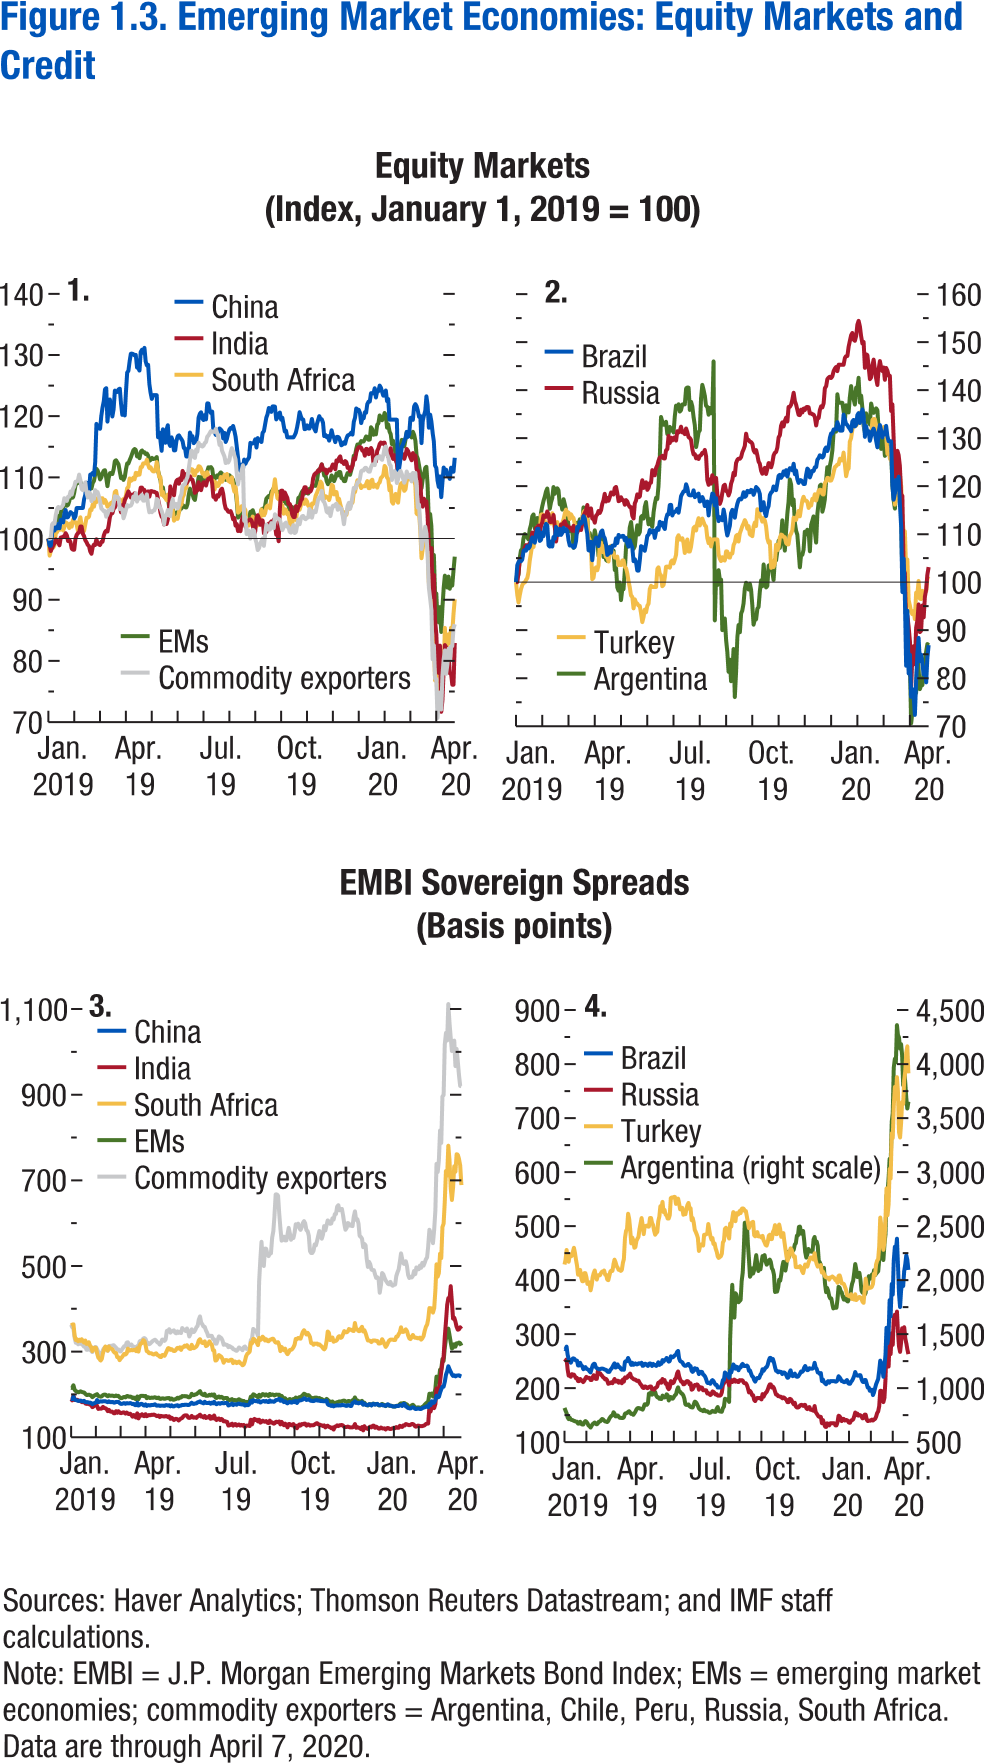 Figure 1.3. Emerging Market Economies: Equity Markets and
Credit
Equity Markets
(Index, January 1, 2019 = 100)
1.
140
130
120
110
100
90
80
70
China
India
South Africa
EMs
Commodity exporters
Jan. Apr. Jul. Oct. Jan. Apr.
2019 19 19 19 20 20
2.
Brazil
Russia
Turkey
Argentina
160
150
140
130
120
110
100
90
80
70
Jan. Apr. Jul. Oct. Jan. Apr.
2019 19 19 19 20 20
EMBI Sovereign Spreads
(Basis points)
3.
1,100
900
700
500
300
100
China
India
South Africa
EMs
Commodity exporters
Jan. Apr. Jul. Oct. Jan. Apr.
2019 19 19 19 20 20
4.
900
800
700
600
500
400
300
200
100
Brazil
Russia
Turkey
Argentina (right scale)
4,500
4,000
3,500
3,000
2,500
2,000
1,500
1,000
500
Jan. Apr. Jul. Oct. Jan. Apr.
2019 19 19 19 20 20
Sources: Haver Analytics; Thomson Reuters Datastream; and IMF staff
calculations.
Note: EMBI = J.P. Morgan Emerging Markets Bond Index; EMs = emerging market
economies; commodity exporters = Argentina, Chile, Peru, Russia, South Africa.
Data are through April 7, 2020.